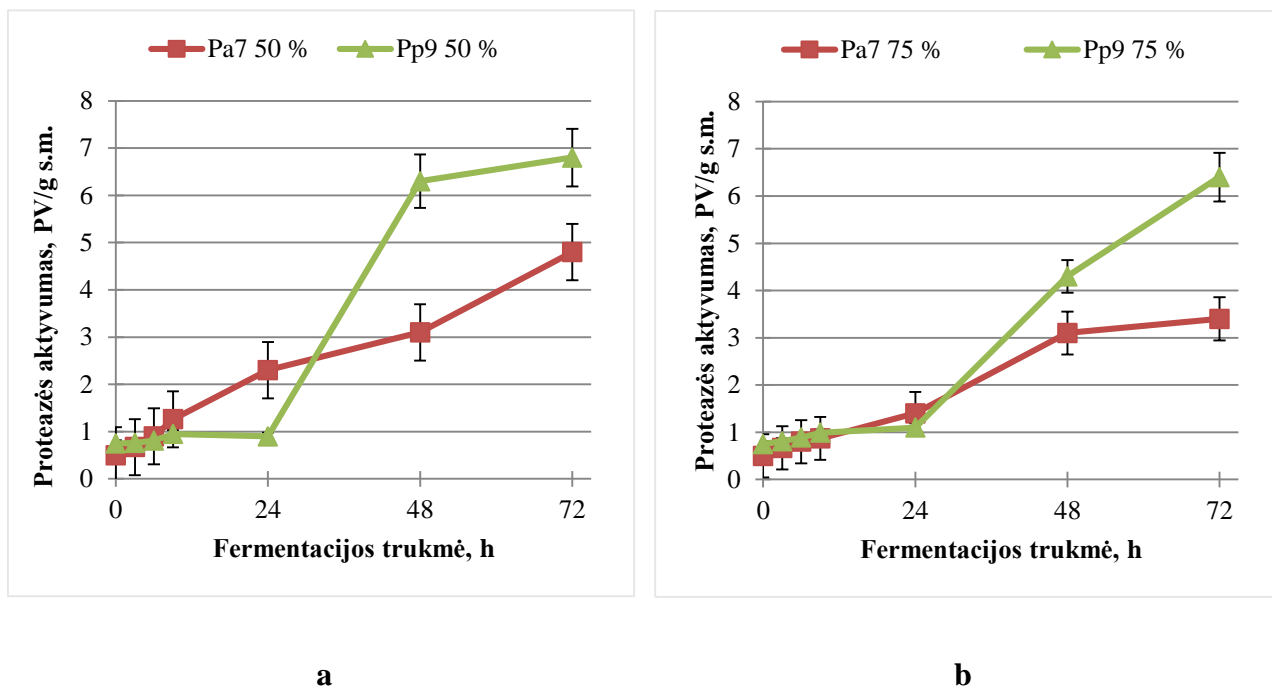 Pa7 50 % Pp9 50 %
8
7
6
5
4
3
2
1
0
Proteazės aktyvumas, PV/g s.m.
0 24 48 72
Fermentacijos trukmė, h
a
Pa7 75 % Pp9 75 %
8
7
6
5
4
3
2
1
0
Proteazės aktyvumas, PV/g s.m.
0 24 48 72
Fermentacijos trukmė, h
b